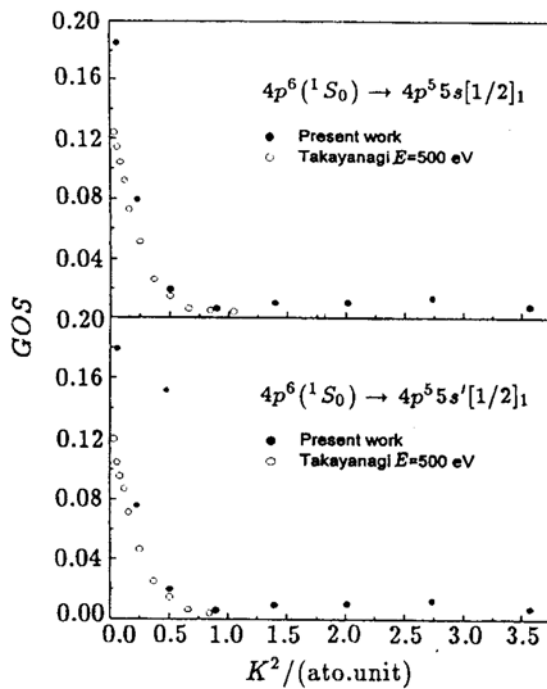 0.20
4p⁶(¹S₀) → 4p⁵5s[1/2]₁
0.16
● Present work
○ Takayanagi E=500 eV
0.12
0.08
0.04
GOS
0.20
4p⁶(¹S₀) → 4p⁵5s′[1/2]₁
0.16
● Present work
○ Takayanagi E=500 eV
0.12
0.08
0.04
0.00
0.0 0.5 1.0 1.5 2.0 2.5 3.0 3.5
K²/(ato.unit)